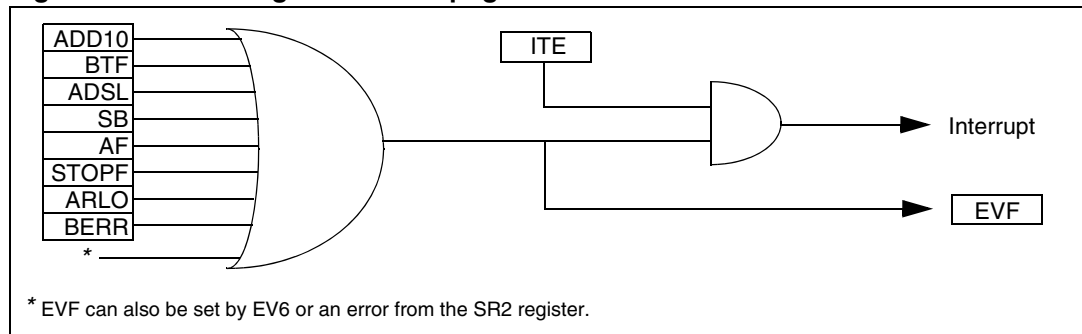 ADD10
BTF
ADSL
SB
AF
STOPF
ARLO
BERR
*
ITE
Interrupt
EVF
* EVF can also be set by EV6 or an error from the SR2 register.